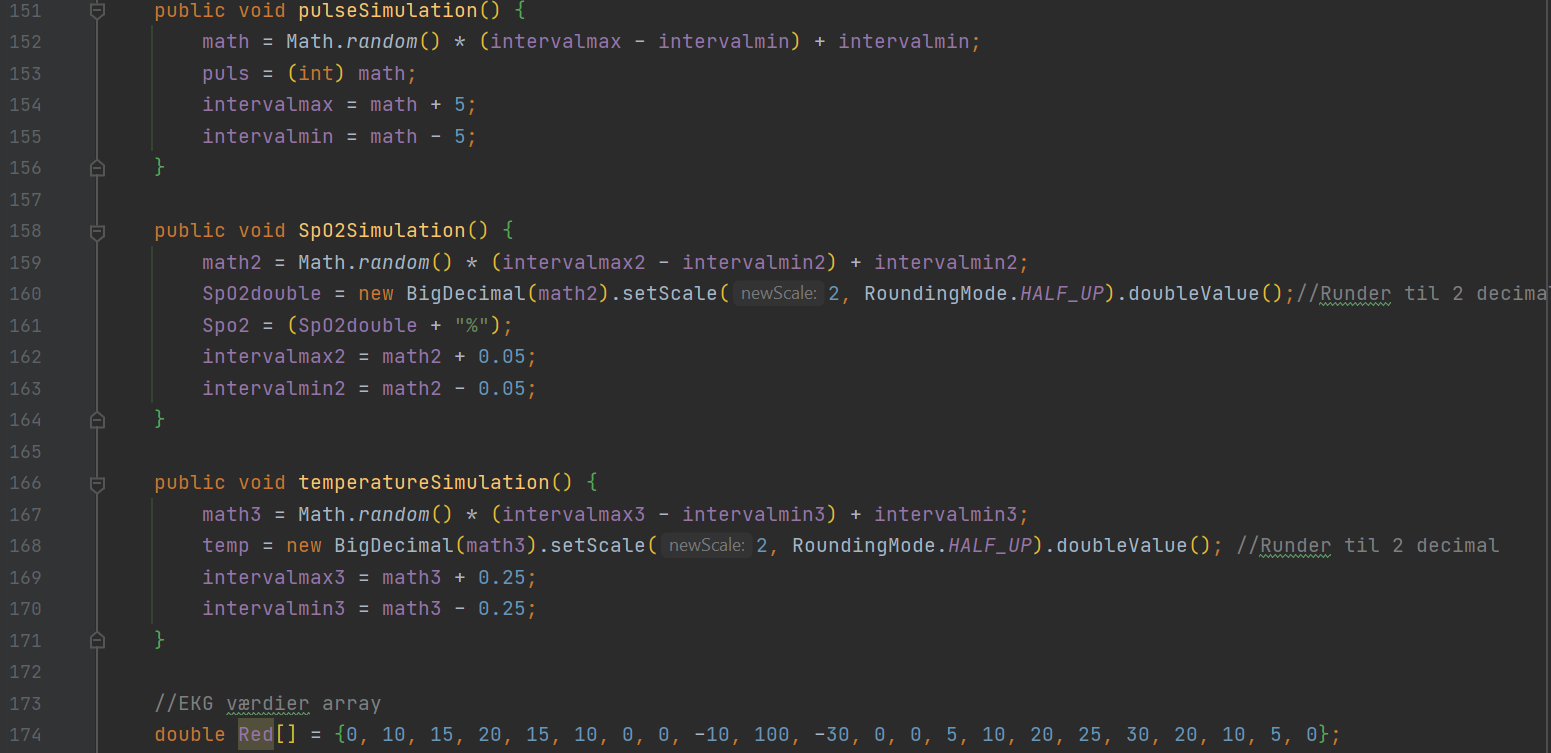 151 public void pulseSimulation() {
152 math = Math.random() * (intervalmax - intervalmin) + intervalmin;
153 puls = (int) math;
154 intervalmax = math + 5;
155 intervalmin = math - 5;
156 }
157
158 public void SpO2Simulation() {
159 math2 = Math.random() * (intervalmax2 - intervalmin2) + intervalmin2;
160 SpO2double = new BigDecimal(math2).setScale( newScale: 2, RoundingMode.HALF_UP).doubleValue();//Runder til 2 decima
161 Spo2 = (SpO2double + "%");
162 intervalmax2 = math2 + 0.05;
163 intervalmin2 = math2 - 0.05;
164 }
165
166 public void temperatureSimulation() {
167 math3 = Math.random() * (intervalmax3 - intervalmin3) + intervalmin3;
168 temp = new BigDecimal(math3).setScale( newScale: 2, RoundingMode.HALF_UP).doubleValue(); //Runder til 2 decimal
169 intervalmax3 = math3 + 0.25;
170 intervalmin3 = math3 - 0.25;
171 }
172
173 //EKG værdier array
174 double Red[] = {0, 10, 15, 20, 15, 10, 0, 0, -10, 100, -30, 0, 0, 5, 10, 20, 25, 30, 20, 10, 5, 0};